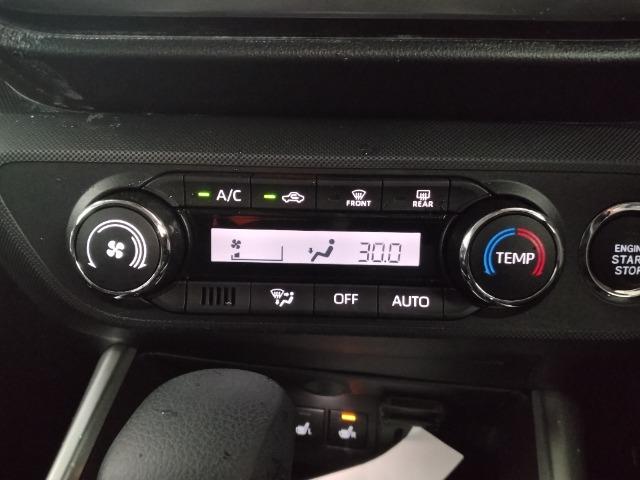 A/C
FRONT
REAR
30.0
TEMP
ENGINE
START
STOP
OFF
AUTO